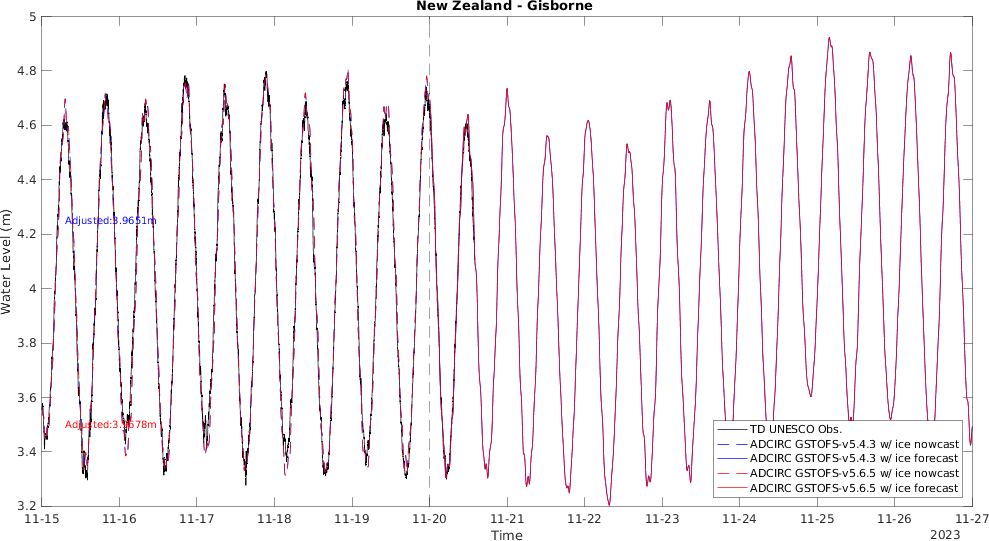 New Zealand - Gisborne
Water Level (m)
5
4.8
4.6
4.4
4.2
4
3.8
3.6
3.4
3.2
Adjusted:3.9651m
TD UNESCO Obs.
ADCIRC GSTOFS-v5.4.3 w/ ice nowcast
ADCIRC GSTOFS-v5.4.3 w/ ice forecast
ADCIRC GSTOFS-v5.6.5 w/ ice nowcast
ADCIRC GSTOFS-v5.6.5 w/ ice forecast
11-15 11-16 11-17 11-18 11-19 11-20 11-21 11-22 11-23 11-24 11-25 11-26 11-27
Time
2023